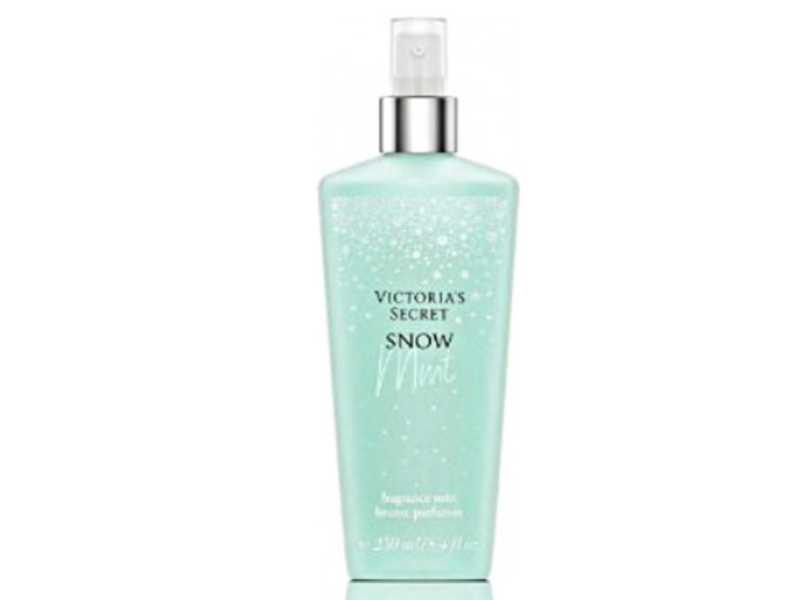 VICTORIA'S
SECRET
SNOW
Mint
fragrance mist
brume parfumée
250 ml/8.4 fl oz